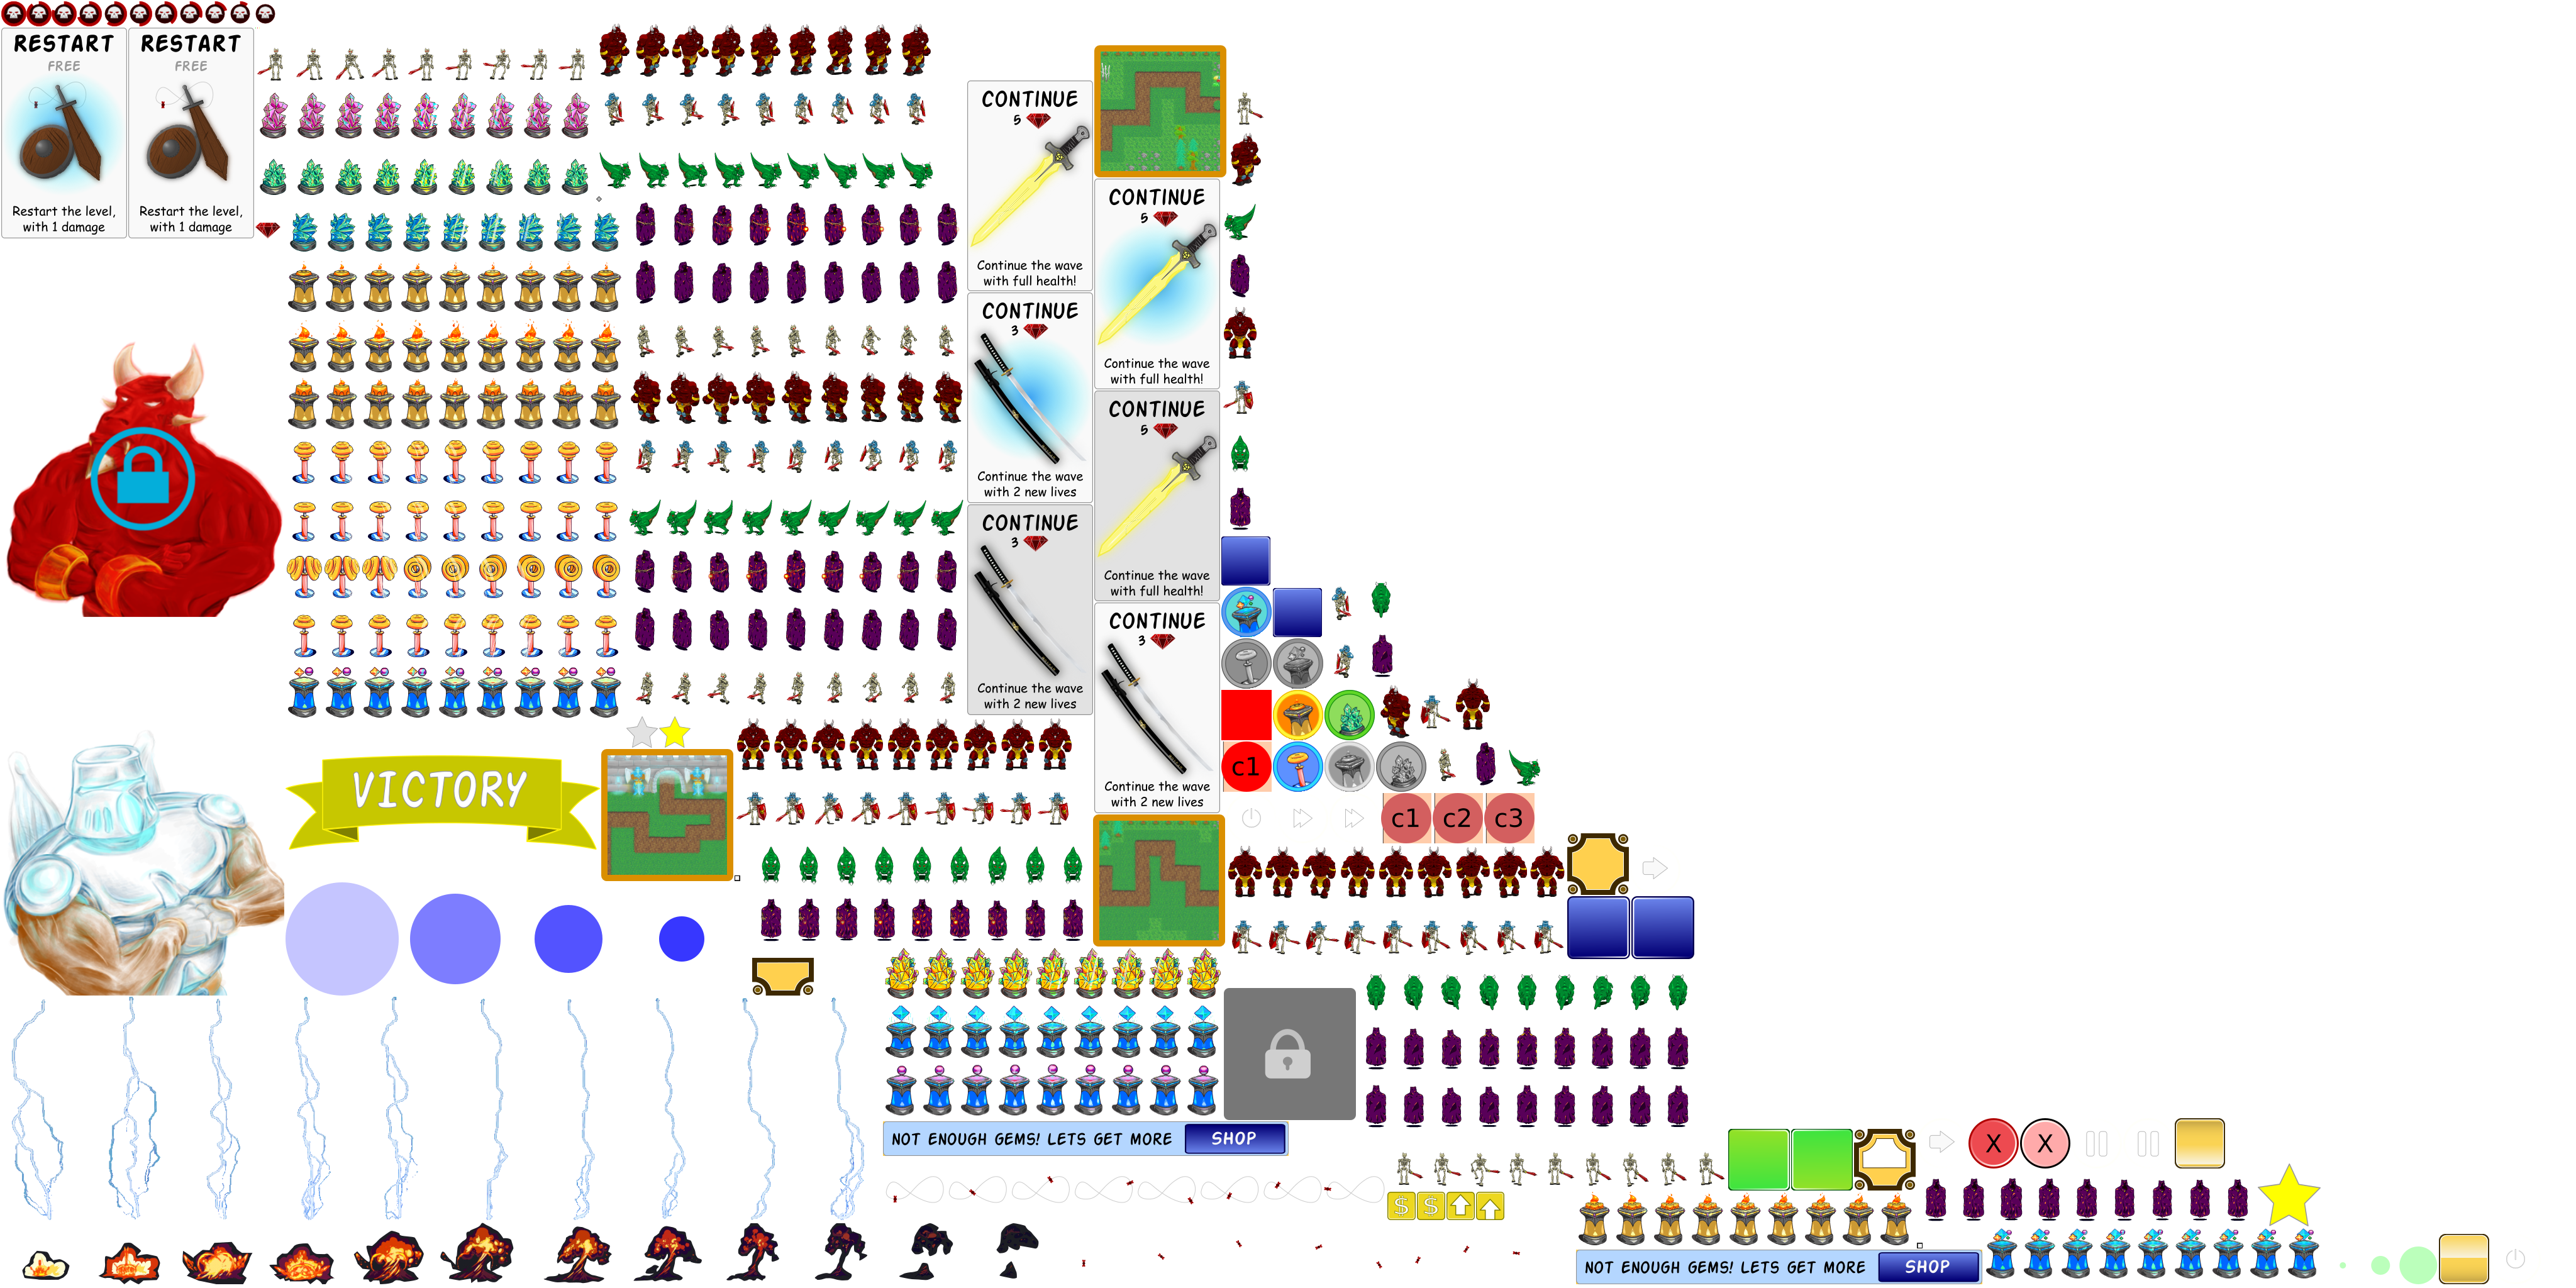 RESTART
FREE
Restart the level,
with 1 damage
RESTART
FREE
Restart the level,
with 1 damage
CONTINUE
5
Continue the wave
with full health!
CONTINUE
5
Continue the wave
with full health!
CONTINUE
3
Continue the wave
with 2 new lives
CONTINUE
5
Continue the wave
with full health!
CONTINUE
3
Continue the wave
with 2 new lives
CONTINUE
3
Continue the wave
with 2 new lives
VICTORY
c1
c1
c2
c3
NOT ENOUGH GEMS! LETS GET MORE
SHOP
X
X
$
$
NOT ENOUGH GEMS! LETS GET MORE
SHOP